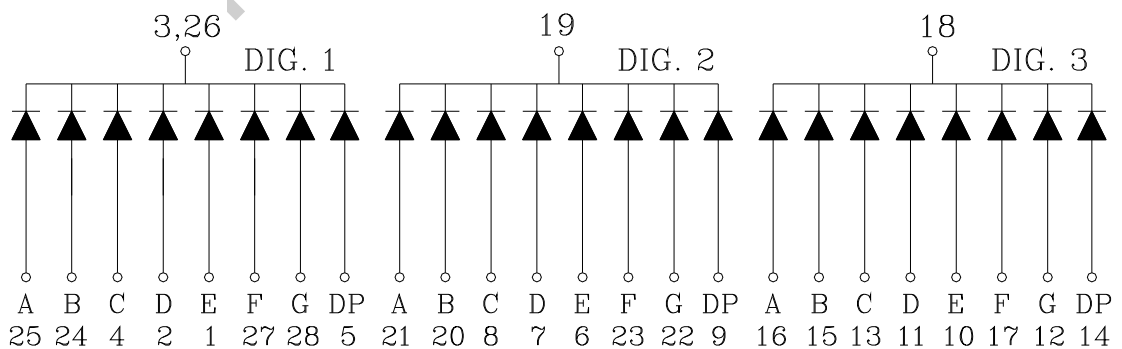 3,26 19 18
DIG. 1 DIG. 2 DIG. 3
A B C D E F G DP A B C D E F G DP A B C D E F G DP
25 24 4 2 1 27 28 5 21 20 8 7 6 23 22 9 16 15 13 11 10 17 12 14